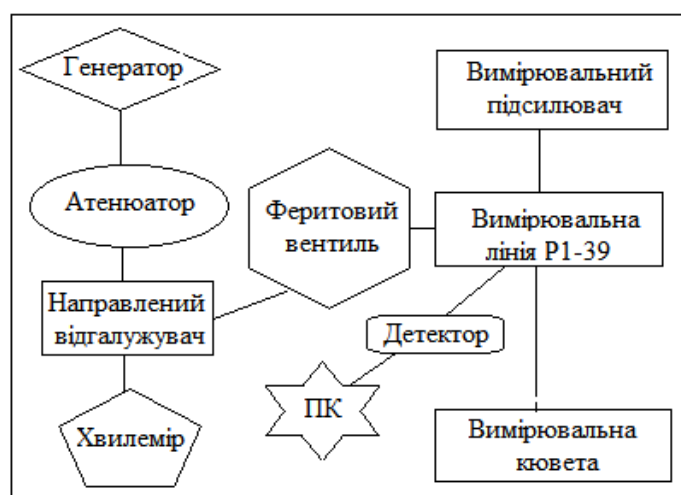 Генератор
Вимірювальний
підсилювач
Атенюатор
Феритовий
вентиль
Вимірювальна
лінія Р1-39
Направлений
відгалужувач
Детектор
ПК
Хвилемір
Вимірювальна
кювета